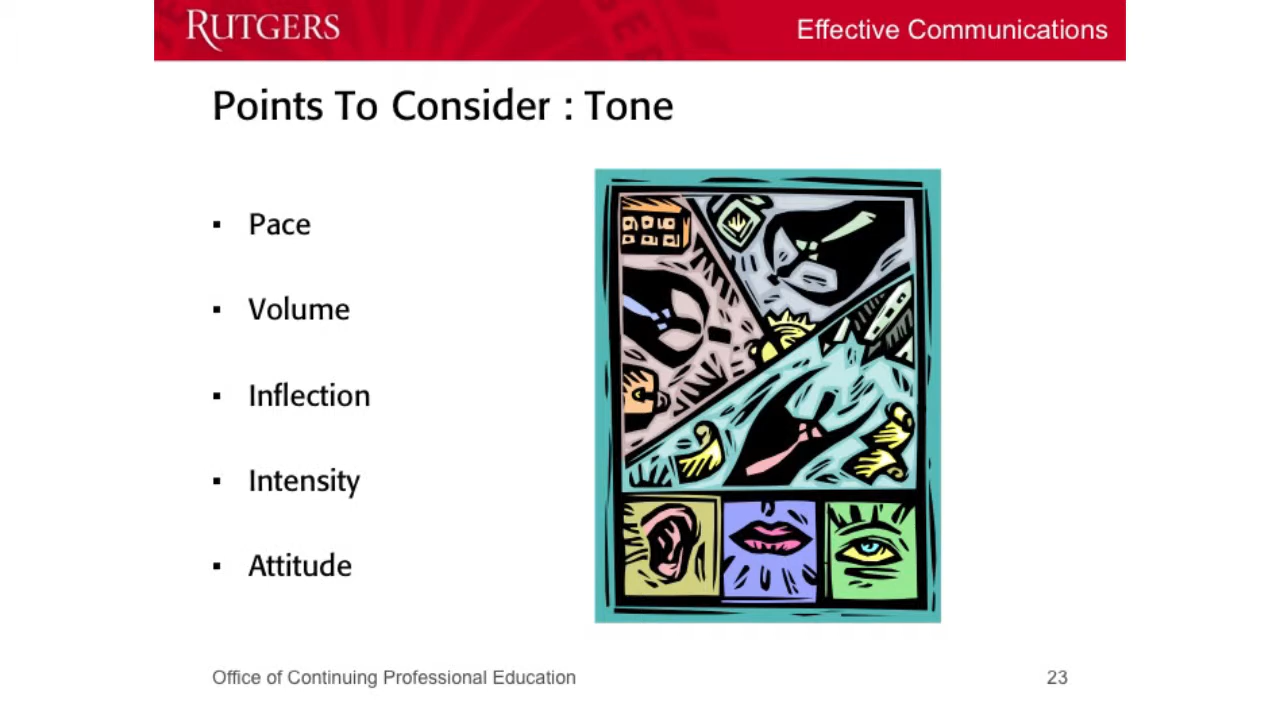 RUTGERS
Effective Communications
Points To Consider : Tone
▪ Pace
▪ Volume
▪ Inflection
▪ Intensity
▪ Attitude
Office of Continuing Professional Education
23